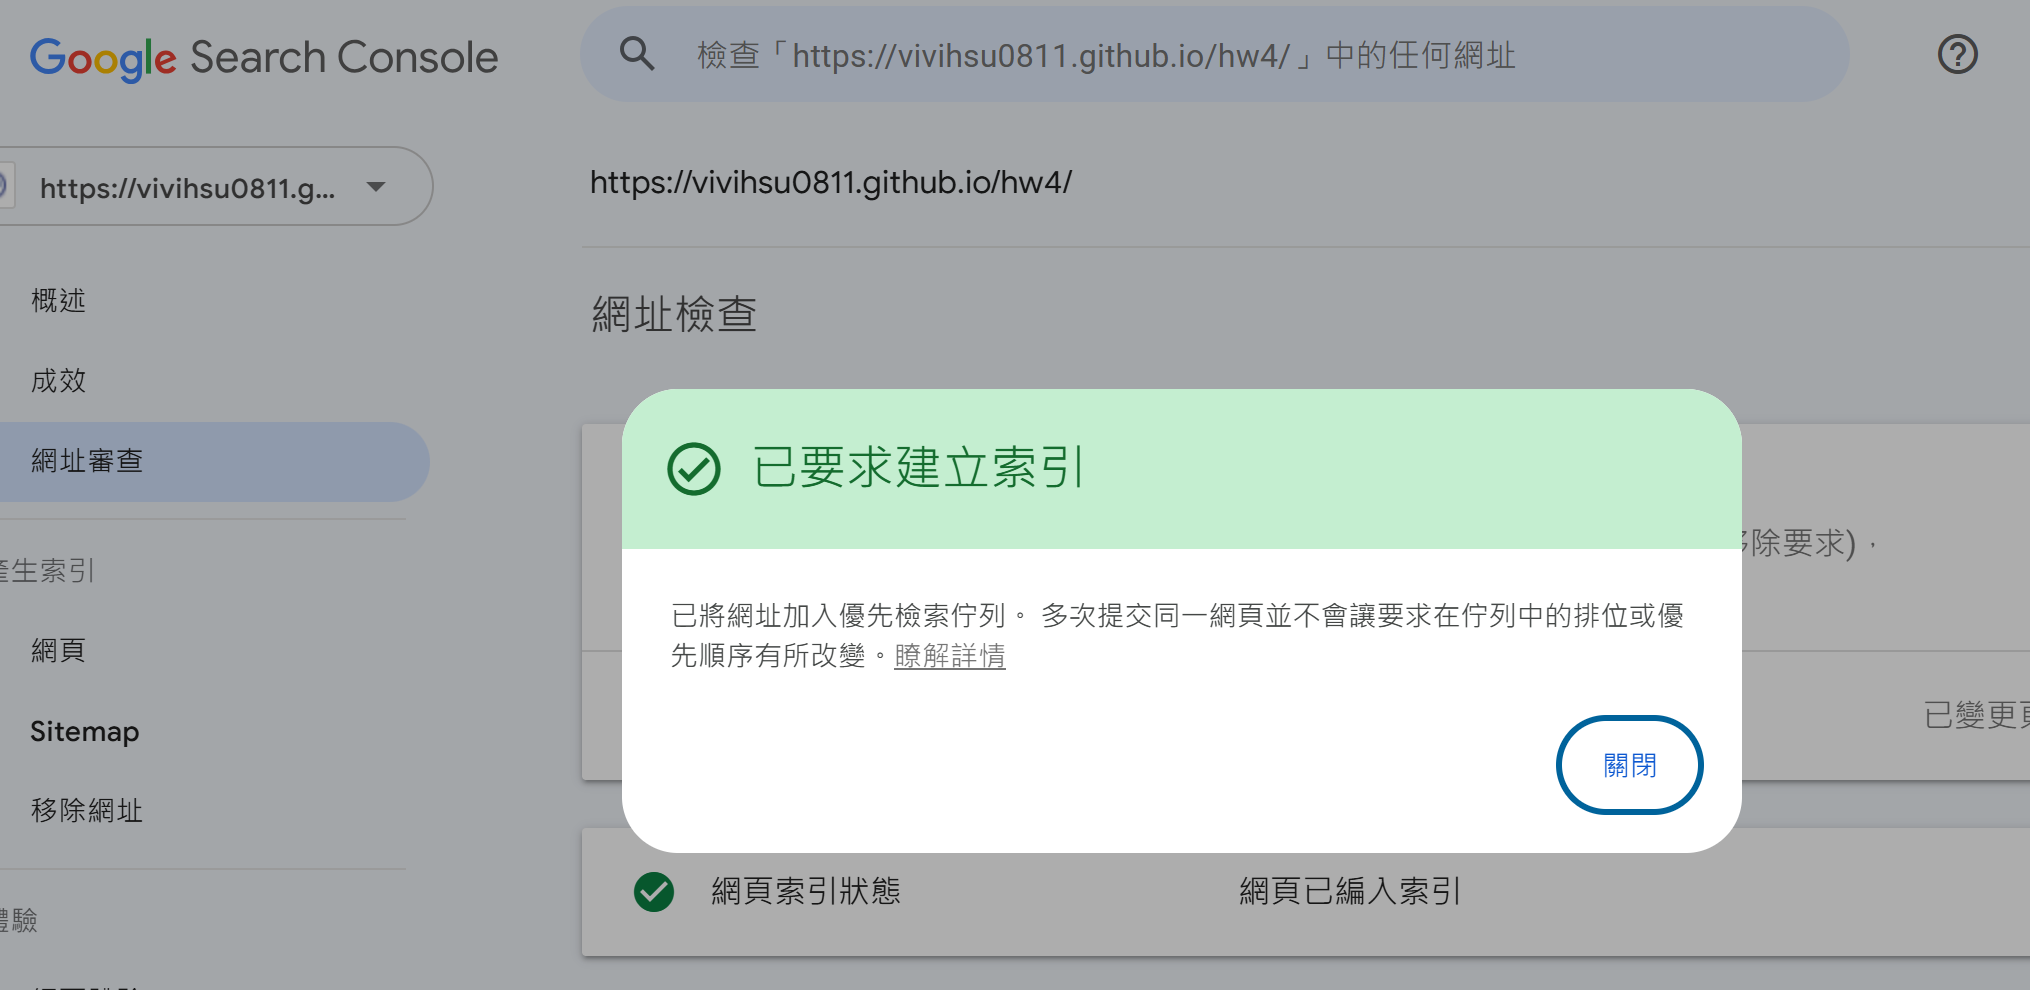 Google Search Console
檢查「https://vivihsu0811.github.io/hw4/」中的任何網址
https://vivihsu0811.g...
https://vivihsu0811.github.io/hw4/
概述
網址檢查
成效
網址審查
已要求建立索引
移除要求)，
產生索引
已將網址加入優先檢索佇列。 多次提交同一網頁並不會讓要求在佇列中的排位或優
先順序有所改變。瞭解詳情
網頁
已變更
Sitemap
關閉
移除網址
網頁索引狀態
網頁已編入索引
體驗